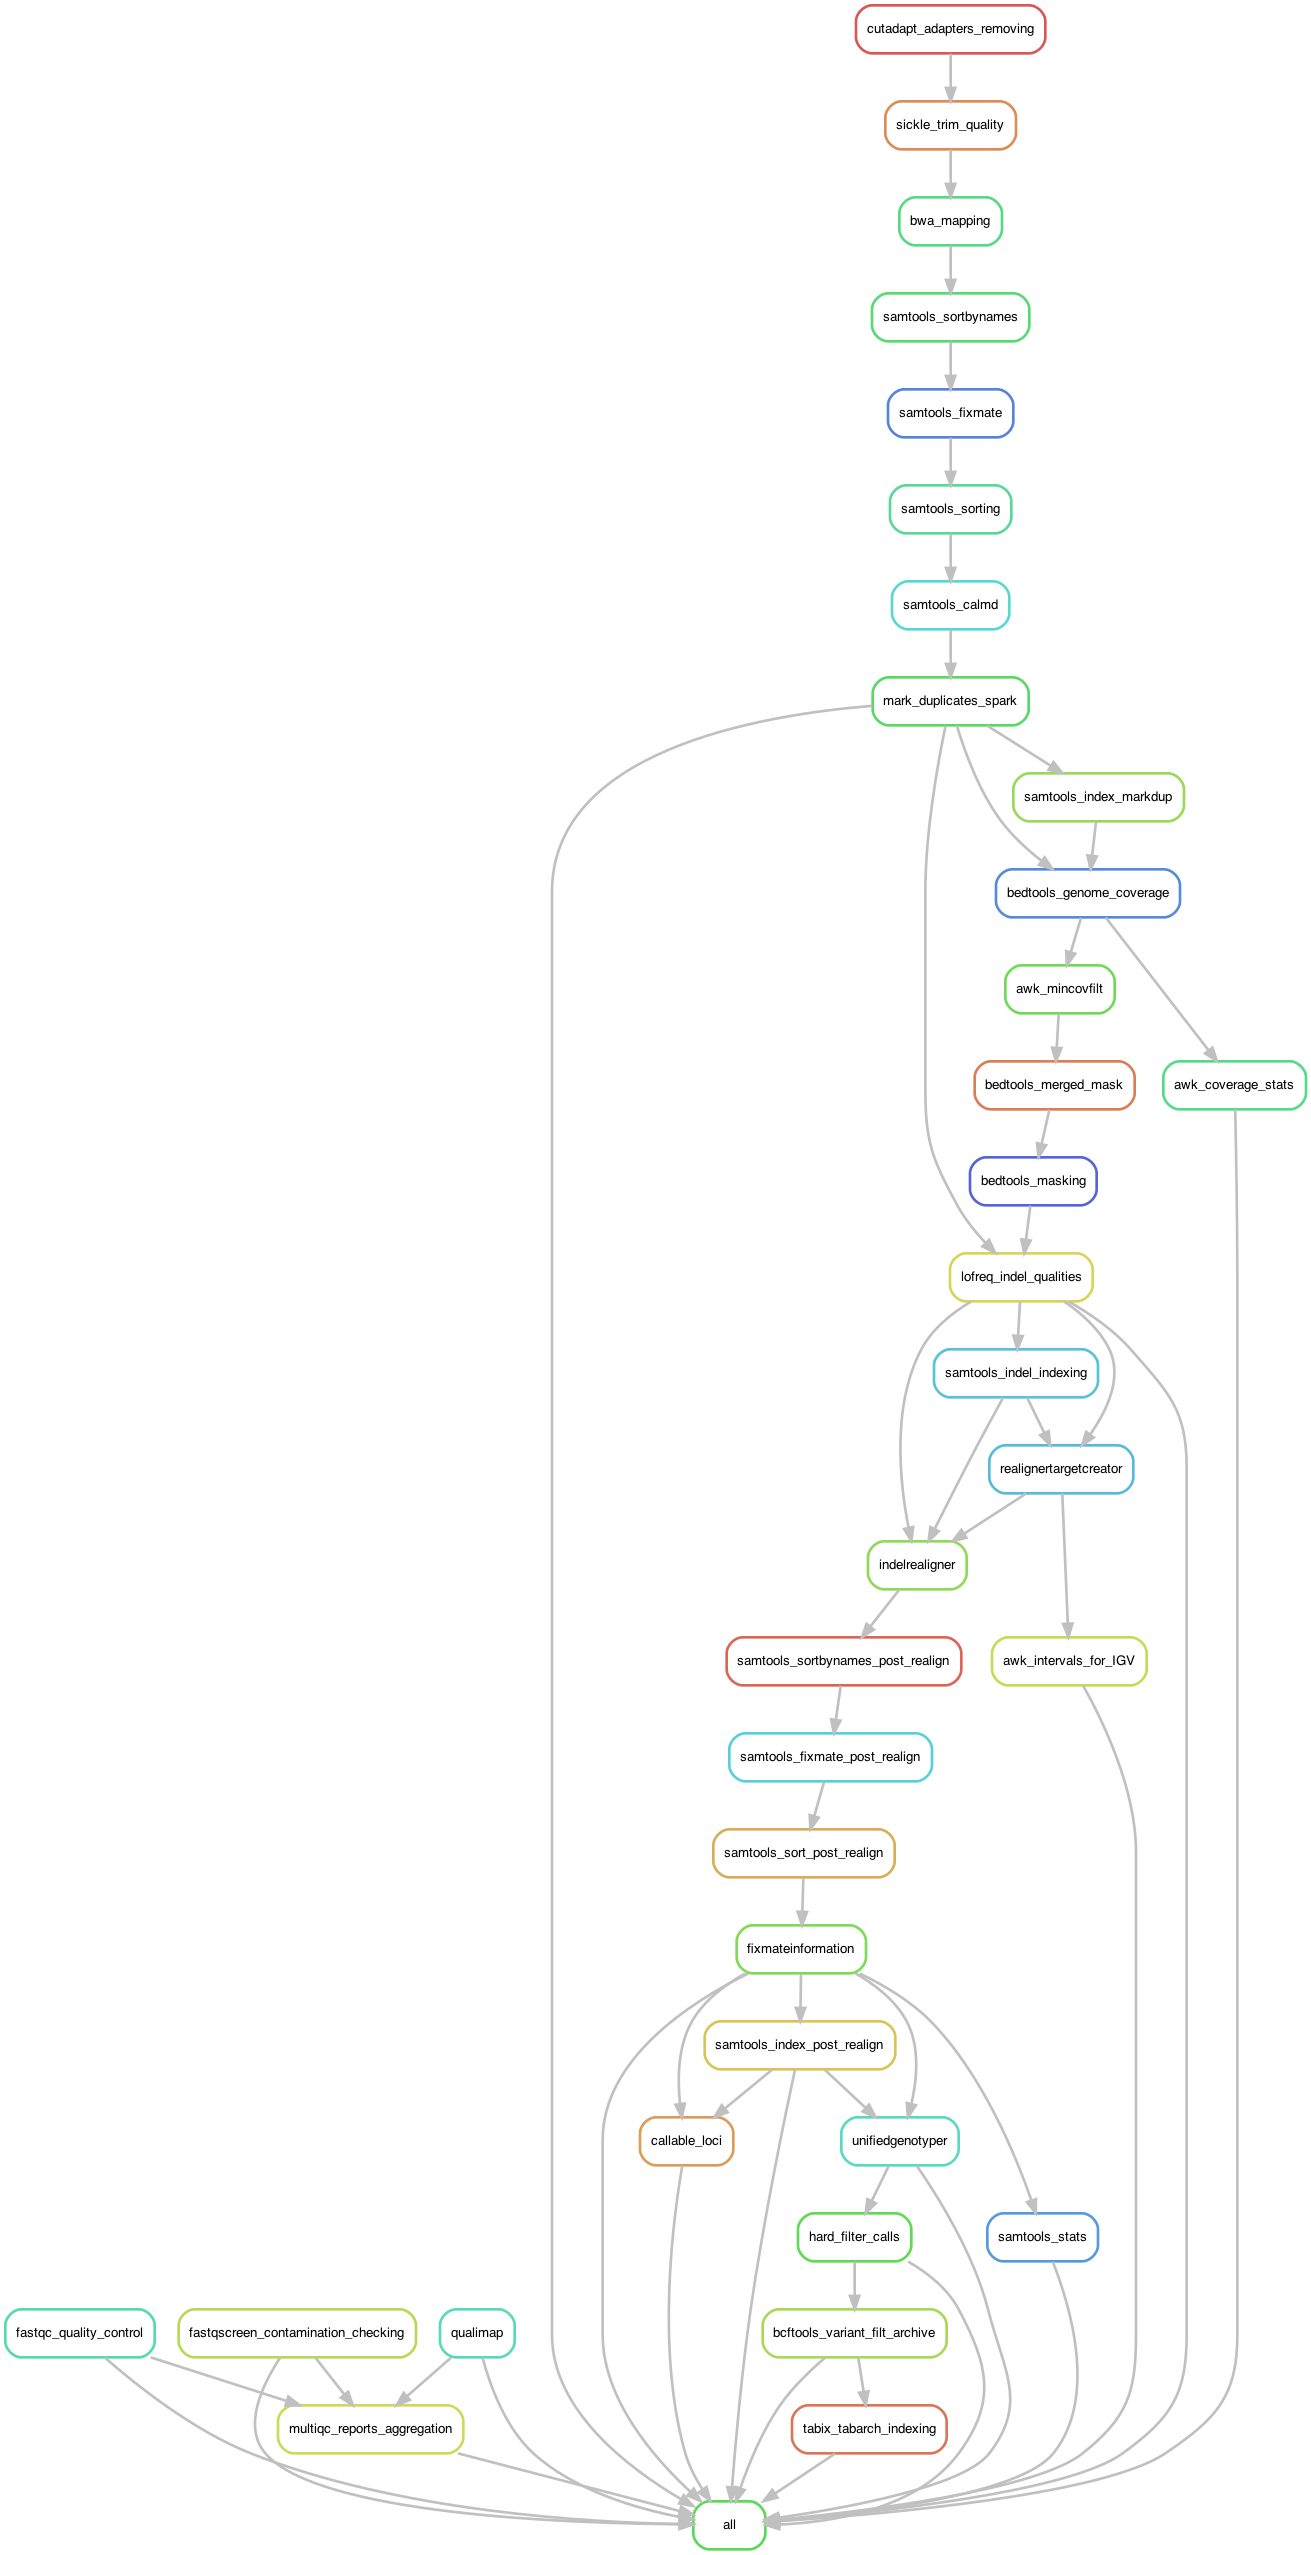 cutadapt_adapters_removing
sickle_trim_quality
bwa_mapping
samtools_sortbynames
samtools_fixmate
samtools_sorting
samtools_calmd
mark_duplicates_spark
samtools_index_markdup
bedtools_genome_coverage
awk_mincovfilt
bedtools_merged_mask
awk_coverage_stats
bedtools_masking
lofreq_indel_qualities
samtools_indel_indexing
realignertargetcreator
indelrealigner
samtools_sortbynames_post_realign
awk_intervals_for_IGV
samtools_fixmate_post_realign
samtools_sort_post_realign
fixmateinformation
samtools_index_post_realign
callable_loci
unifiedgenotyper
hard_filter_calls
samtools_stats
fastqc_quality_control
fastqscreen_contamination_checking
qualimap
bcftools_variant_filt_archive
multiqc_reports_aggregation
tabix_tabarch_indexing
all